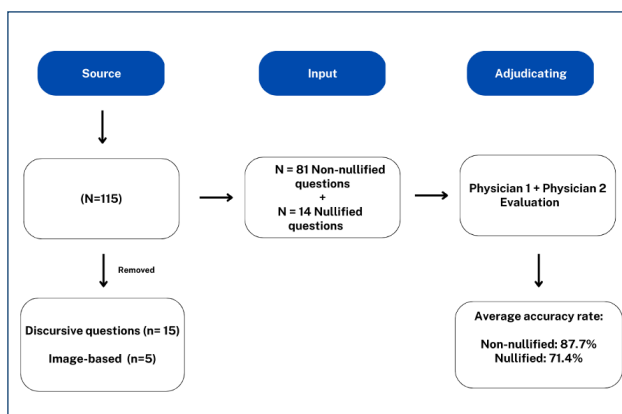 Source
Input
Adjudicating
(N=115)
N = 81 Non-nullified
questions
+
N = 14 Nullified
questions
Physician 1 + Physician 2
Evaluation
Removed
Discursive questions (n= 15)
Image-based (n=5)
Average accuracy rate:
Non-nullified: 87.7%
Nullified: 71.4%